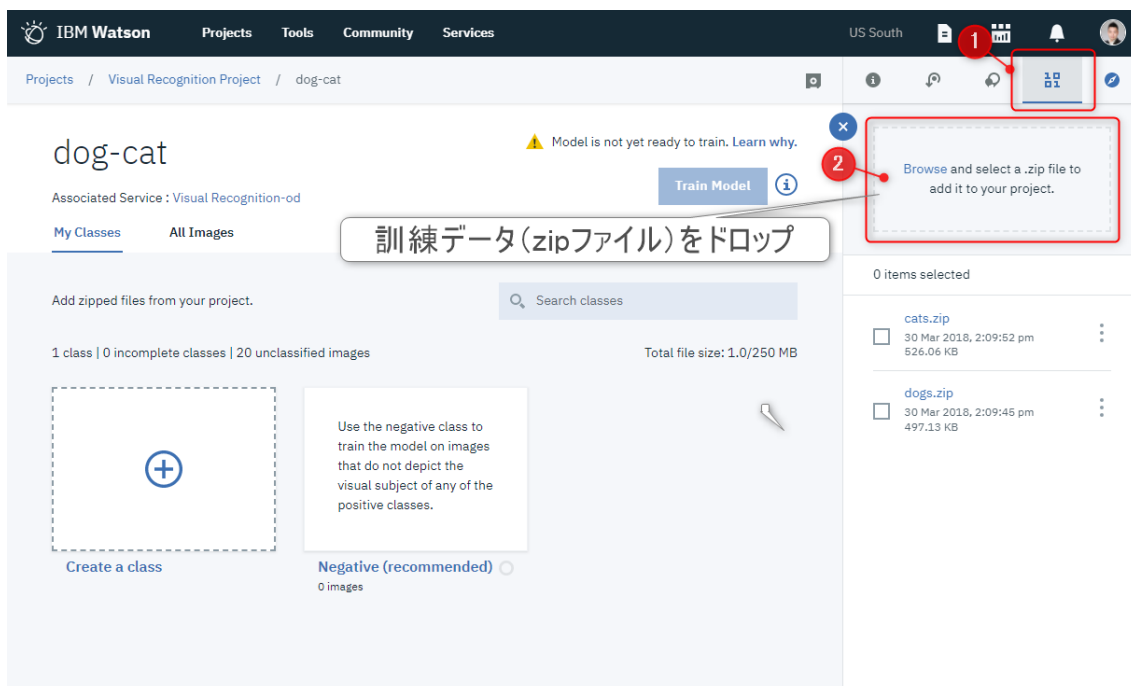 IBM Watson Projects Tools Community Services US South
Projects / Visual Recognition Project / dog-cat
1
dog-cat
Model is not yet ready to train. Learn why.
Train Model
Associated Service : Visual Recognition-od
My Classes All Images
2
Browse and select a .zip file to
add it to your project.
訓練データ(zipファイル)をドロップ
Add zipped files from your project.
Search classes
1 class | 0 incomplete classes | 20 unclassified images
Total file size: 1.0/250 MB
Use the negative class to
train the model on images
that do not depict the
visual subject of any of the
positive classes.
Create a class
Negative (recommended)
0 images
0 items selected
cats.zip
30 Mar 2018, 2:09:52 pm
526.06 KB
dogs.zip
30 Mar 2018, 2:09:45 pm
497.13 KB